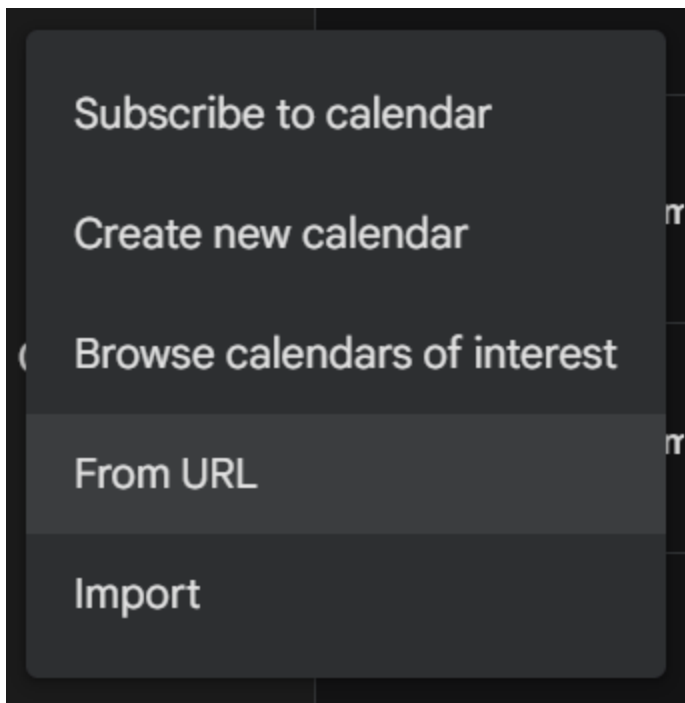 Subscribe to calendar
Create new calendar
Browse calendars of interest
From URL
Import